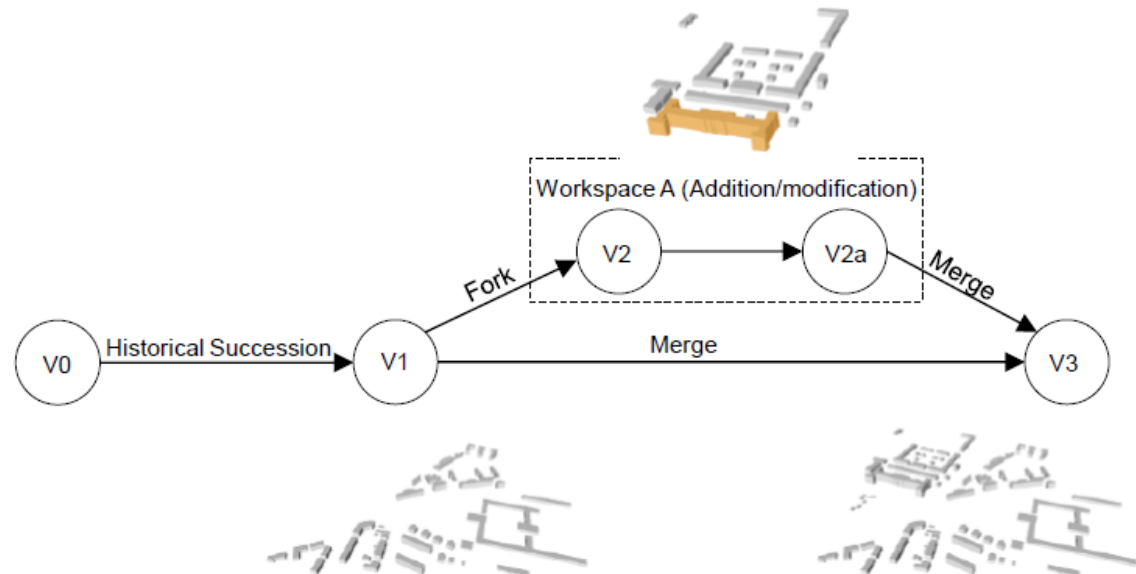 Workspace A (Addition/modification)
V2
V2a
Fork
Merge
V0
Historical Succession
V1
Merge
V3